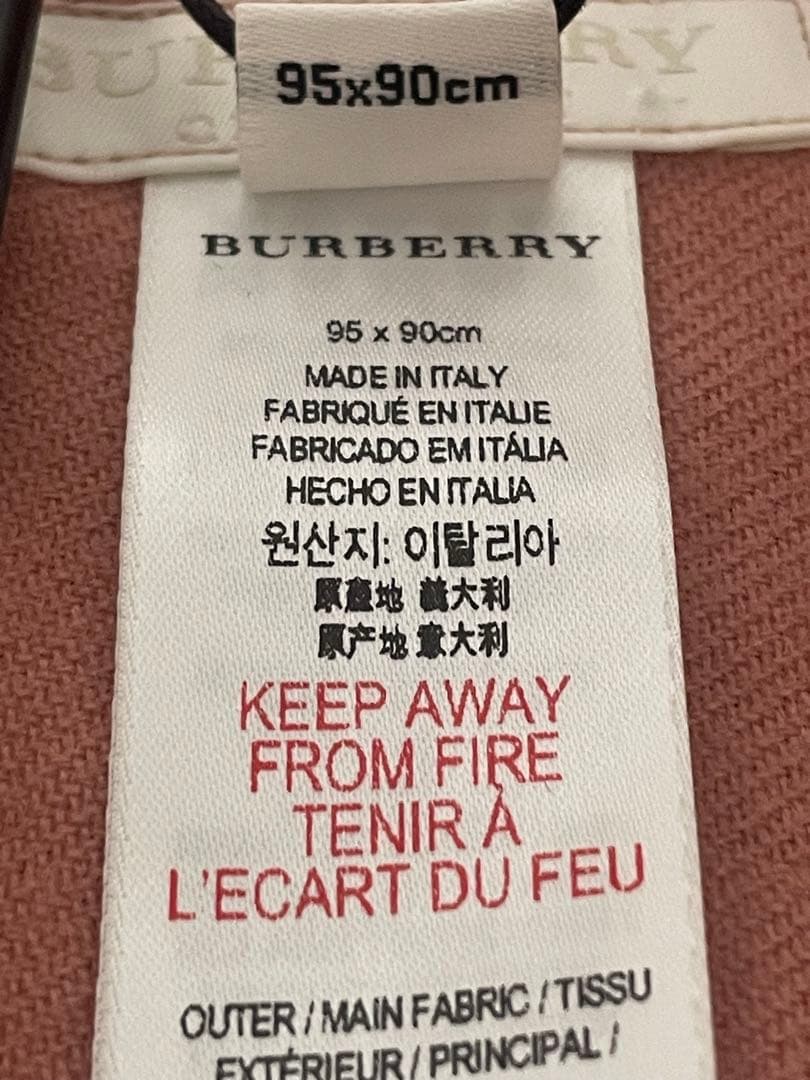 BURBERRY
95x90cm
BURBERRY
95 x 90cm
MADE IN ITALY
FABRIQUÉ EN ITALIE
FABRICADO EM ITÁLIA
HECHO EN ITALIA
원산지: 이탈리아
原產地 義大利
原产地 意大利
KEEP AWAY
FROM FIRE
TENIR À
L'ECART DU FEU
OUTER / MAIN FABRIC / TISSU
EXTÉRIEUR / PRINCIPAL /